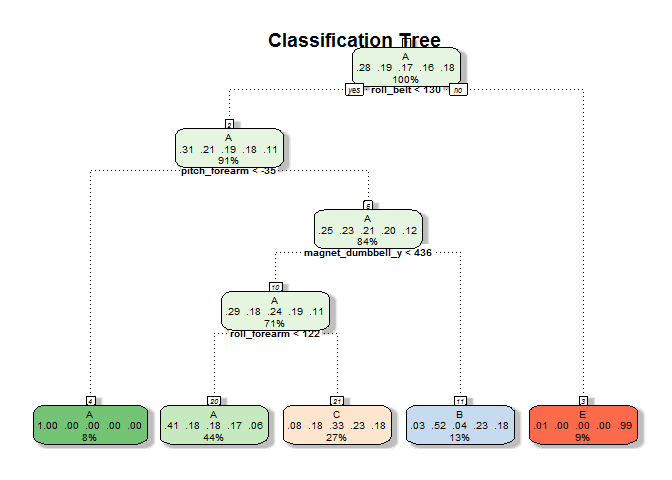 Classification Tree
A
.28 .19 .17 .16 .18
100%
yes roll_belt < 130 no
2
A
.31 .21 .19 .18 .11
91%
pitch_forearm < -35
5
A
.25 .23 .21 .20 .12
84%
magnet_dumbbell_y < 436
10
A
.29 .18 .24 .19 .11
71%
roll_forearm < 122
4 20 21 11 3
A
1.00 .00 .00 .00 .00
8%
A
.41 .18 .18 .17 .06
44%
C
.08 .18 .33 .23 .18
27%
B
.03 .52 .04 .23 .18
13%
E
.01 .00 .00 .00 .99
9%